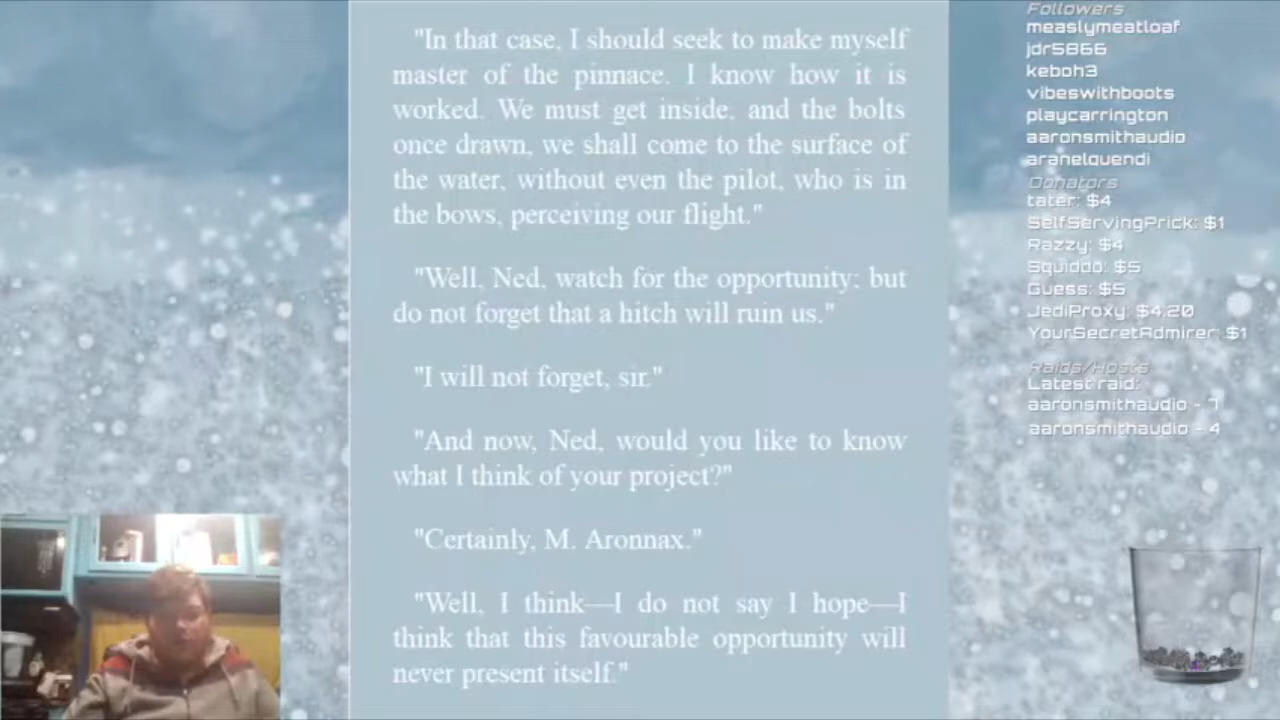 "In that case, I should seek to make myself
master of the pinnace. I know how it is
worked. We must get inside, and the bolts
once drawn, we shall come to the surface of
the water, without even the pilot, who is in
the bows, perceiving our flight."
"Well, Ned, watch for the opportunity; but
do not forget that a hitch will ruin us."
"I will not forget, sir."
"And now, Ned, would you like to know
what I think of your project?"
"Certainly, M. Aronnax."
"Well, I think—I do not say I hope—I
think that this favourable opportunity will
never present itself."
Followers
measlymeatloaf
jdr5866
keboh3
vibeswithboots
playcarrington
aaronsmithaudio
aranelquendi
Donators
tater: $4
SelfServingPrick: $1
Razzy: $4
Squiddo: $5
Guess: $5
JediProxy: $4.20
YourSecretAdmirer: $1
Raids/Hosts
Latest raid:
aaronsmithaudio - 7
aaronsmithaudio - 4